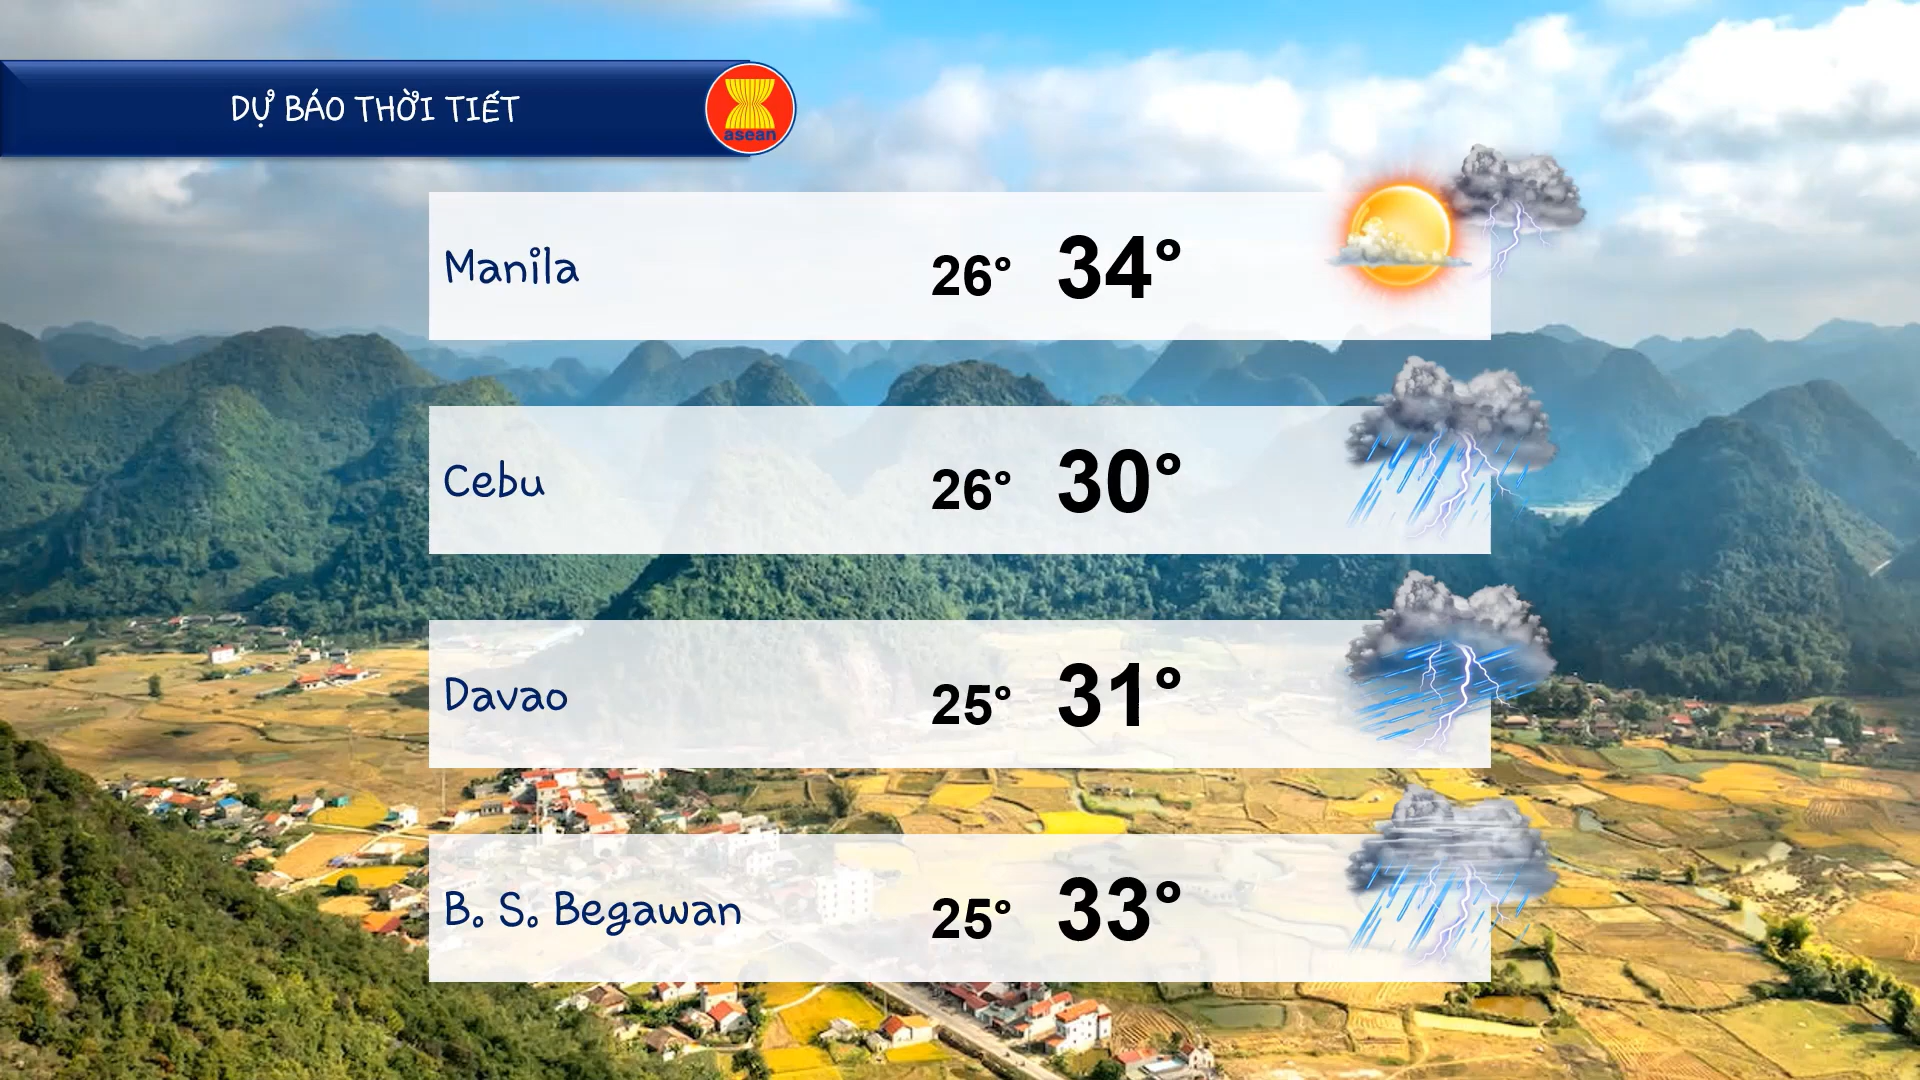 DỰ BÁO THỜI TIẾT
asean
Manila 26° 34°
Cebu 26° 30°
Davao 25° 31°
B. S. Begawan 25° 33°